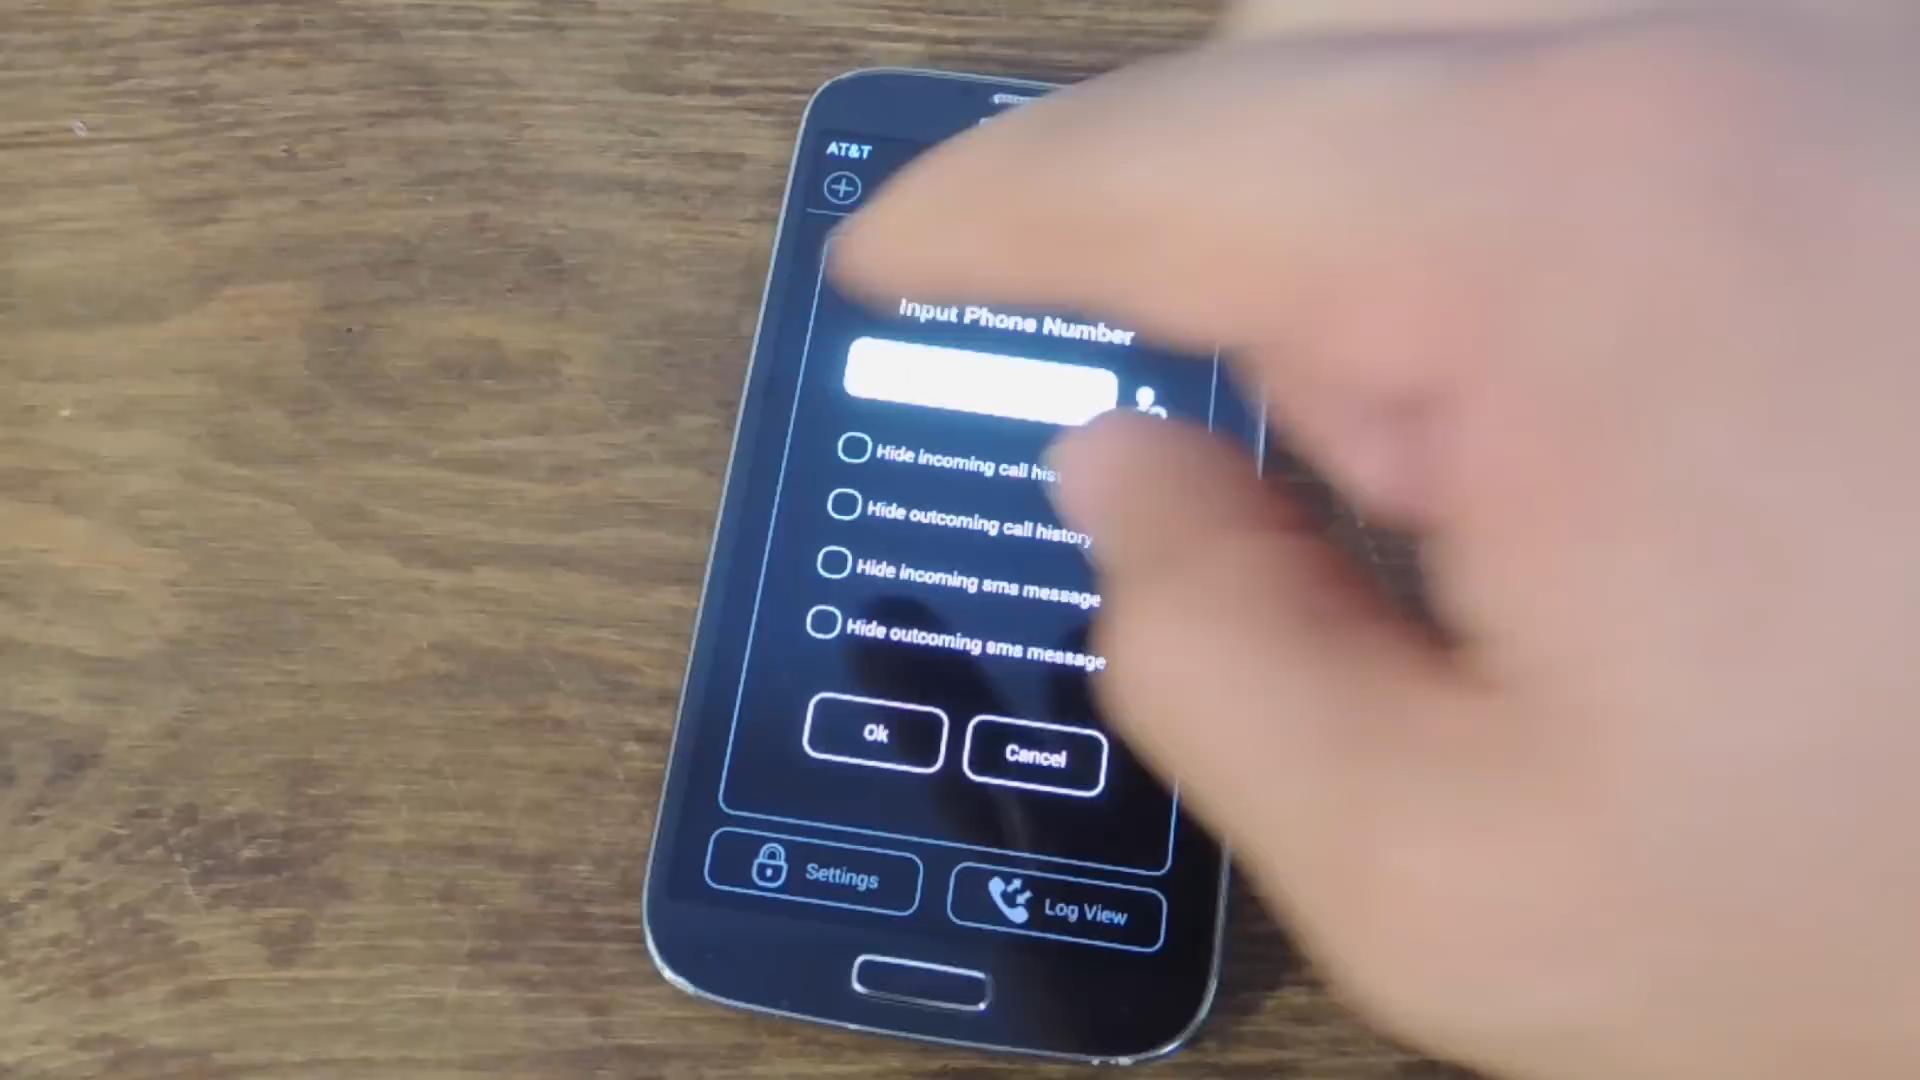 AT&T
Input Phone Number
Hide incoming call his
Hide outcoming call history
Hide incoming sms message
Hide outcoming sms message
Ok
Cancel
Settings
Log View